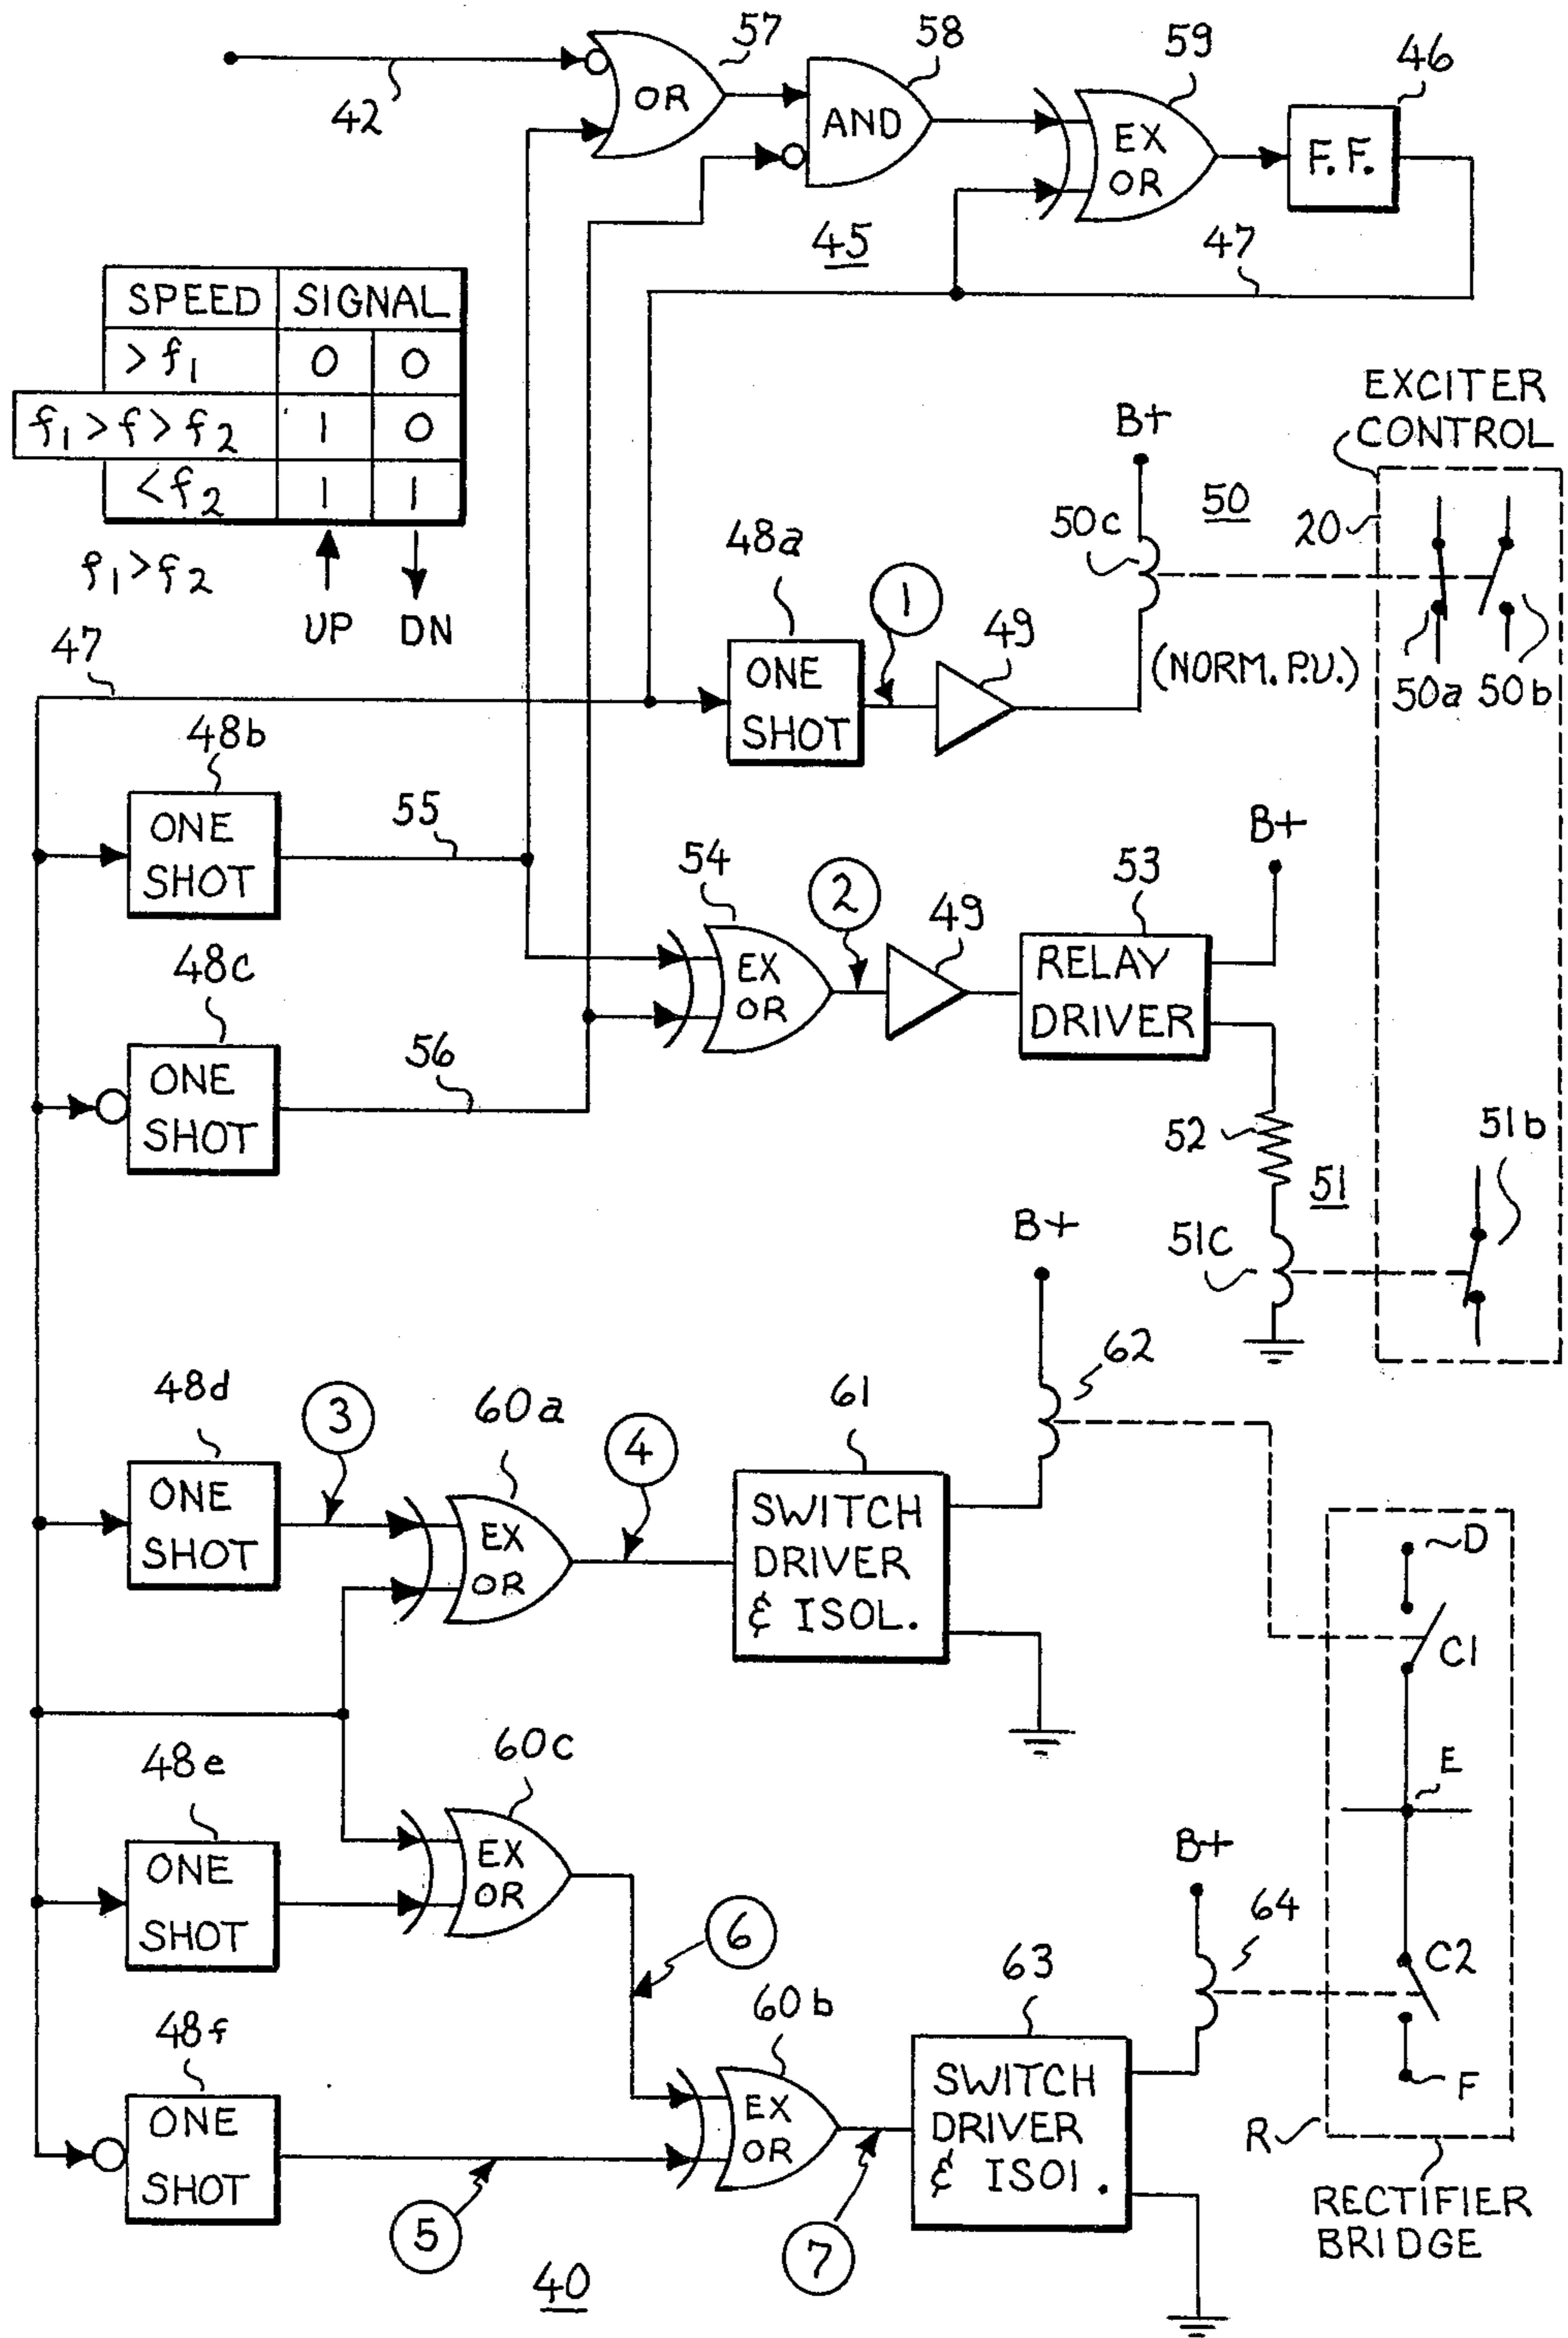 57
58
59
46
42
OR
AND
EX
OR
F.F.
45
47
SPEED SIGNAL
>f1 0 0
f1>f>f2 1 0
<f2 1 1
f1>f2
UP DN
EXCITER
CONTROL
B+
50
20
50c
48a
1
49
ONE
SHOT
(NORM. P.U.)
50a 50b
47
48b
ONE
SHOT
55
54
2
49
53
B+
EX
OR
RELAY
DRIVER
48c
ONE
SHOT
56
52
51
51b
51c
B+
62
48d
3
60a
4
61
ONE
SHOT
EX
OR
SWITCH
DRIVER
& ISOL.
D
C1
E
48e
60c
ONE
SHOT
EX
OR
6
B+
64
C2
63
48f
60b
F
ONE
SHOT
EX
OR
SWITCH
DRIVER
& ISOL.
R
5
7
RECTIFIER
BRIDGE
40